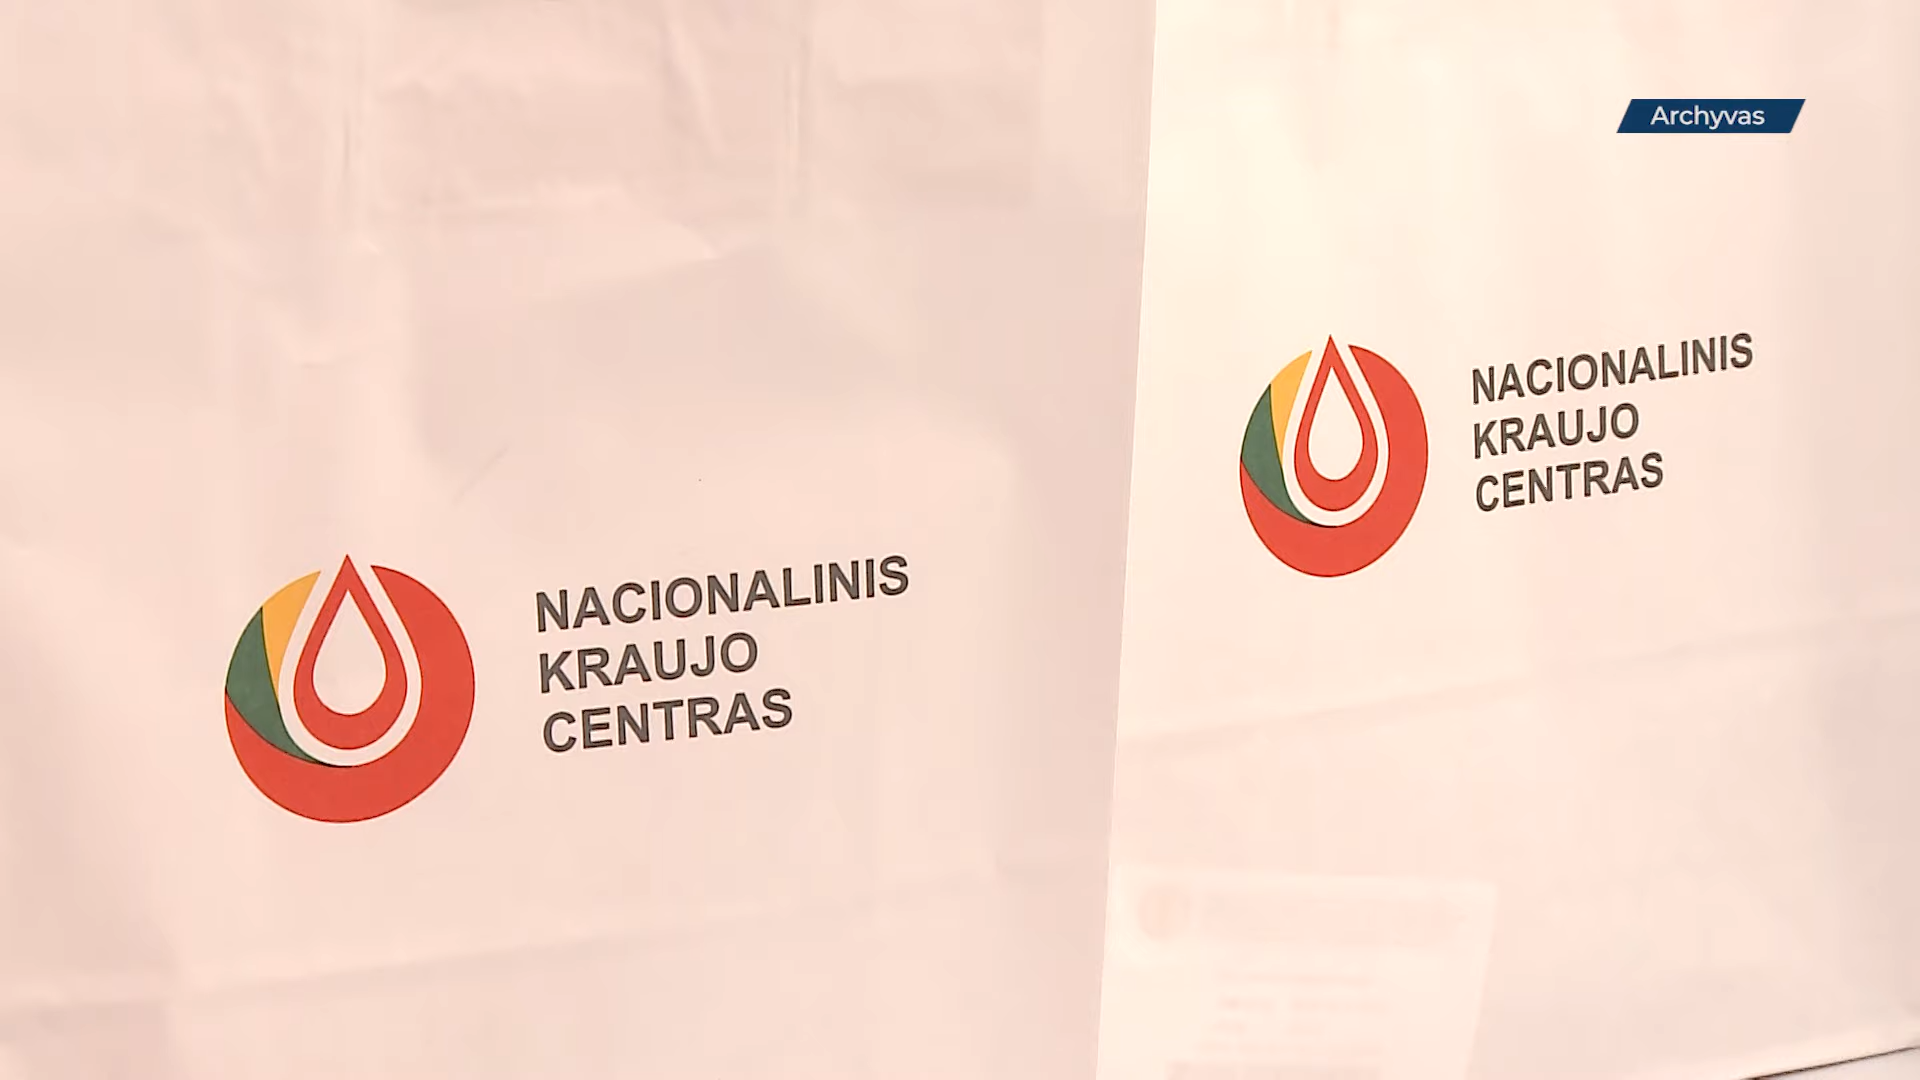 Archyvas
NACIONALINIS
KRAUJO
CENTRAS
NACIONALINIS
KRAUJO
CENTRAS